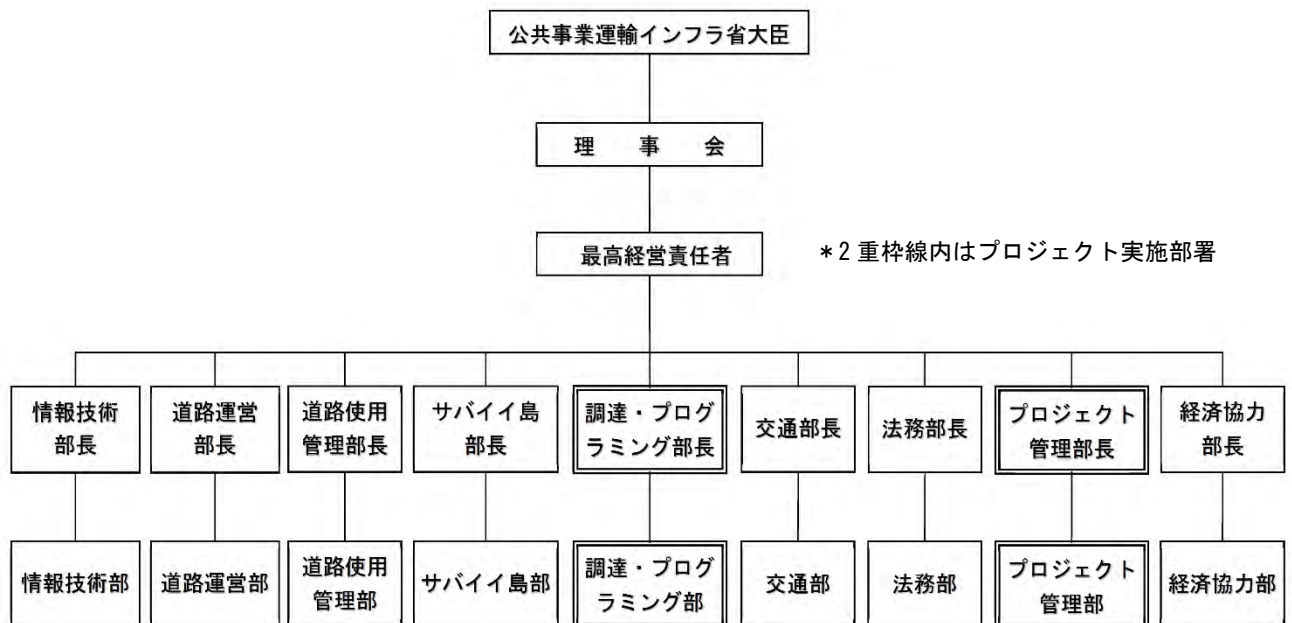 公共事業運輸インフラ省大臣
理 事 会
最高経営責任者
*2重枠線内はプロジェクト実施部署
情報技術
部長
道路運営
部長
道路使用
管理部長
サバイイ島
部長
調達・プログ
ラミング部長
交通部長
法務部長
プロジェクト
管理部長
経済協力
部長
情報技術部
道路運営部
道路使用
管理部
サバイイ島部
調達・プログ
ラミング部
交通部
法務部
プロジェクト
管理部
経済協力部